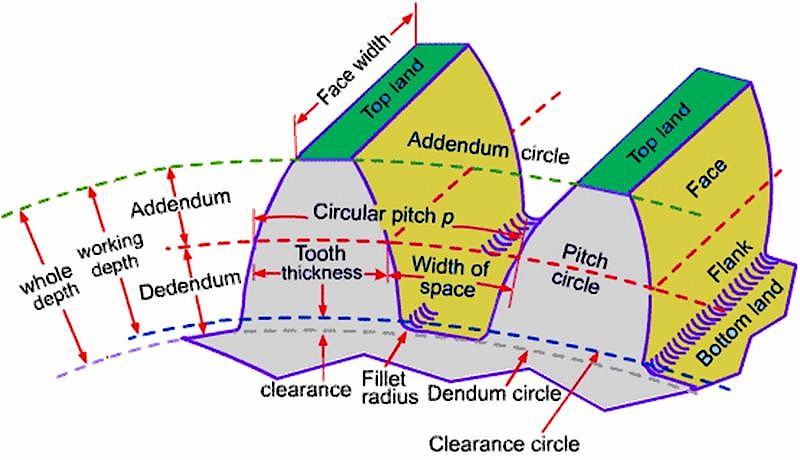 Face width
Top land
Addendum circle
Top land
Face
Addendum
Circular pitch p
whole
depth
working
depth
Tooth
thickness
Width of
space
Pitch
circle
Flank
Dedendum
Bottom land
clearance
Fillet
radius
Dendum circle
Clearance circle